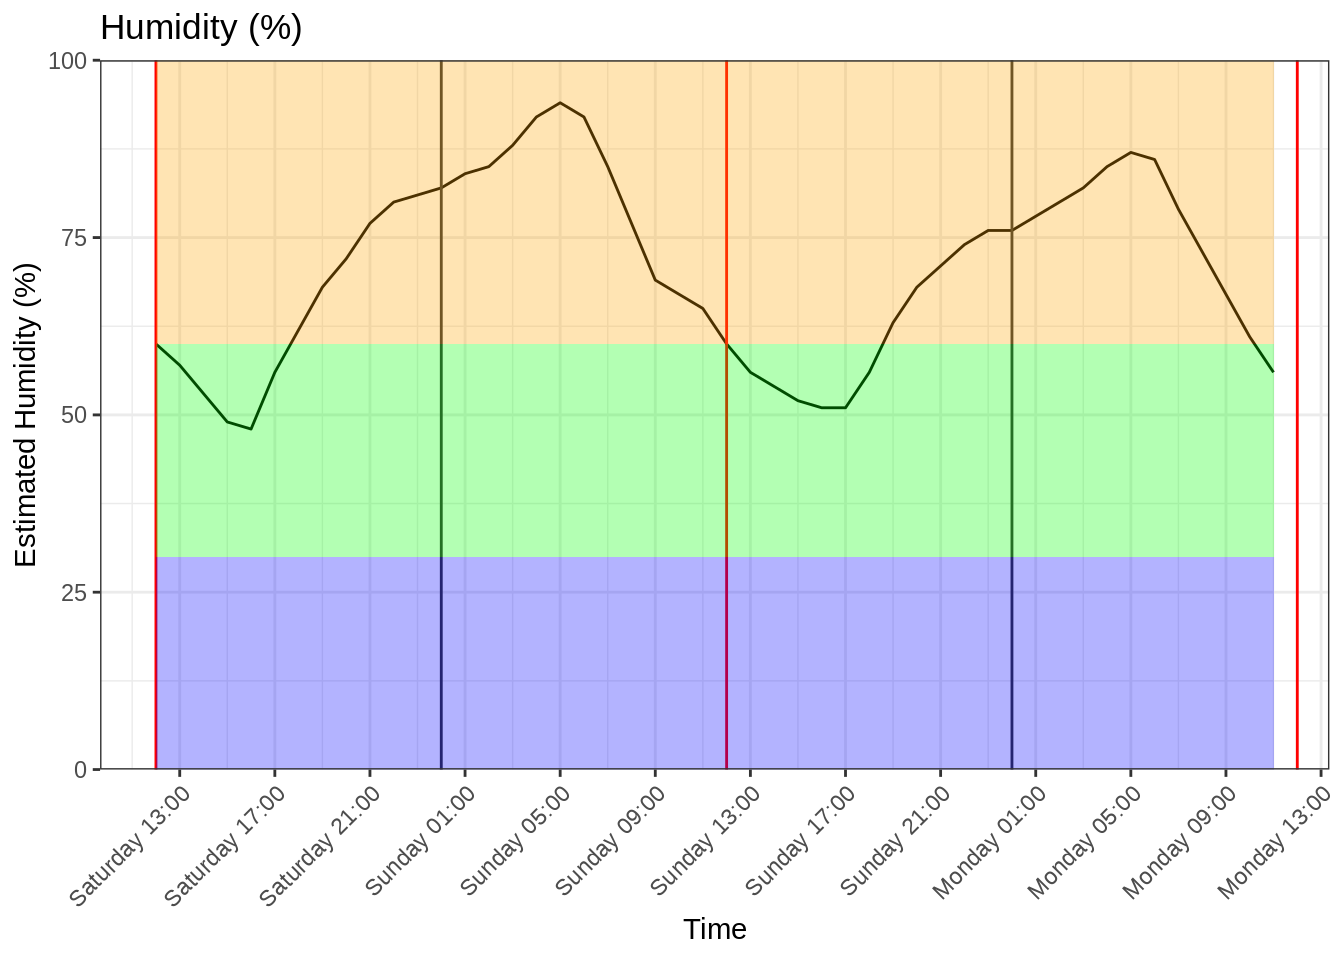 Humidity (%)
Estimated Humidity (%)
100
75
50
25
0
Saturday 13:00
Saturday 17:00
Saturday 21:00
Sunday 01:00
Sunday 05:00
Sunday 09:00
Sunday 13:00
Sunday 17:00
Sunday 21:00
Monday 01:00
Monday 05:00
Monday 09:00
Monday 13:00
Time